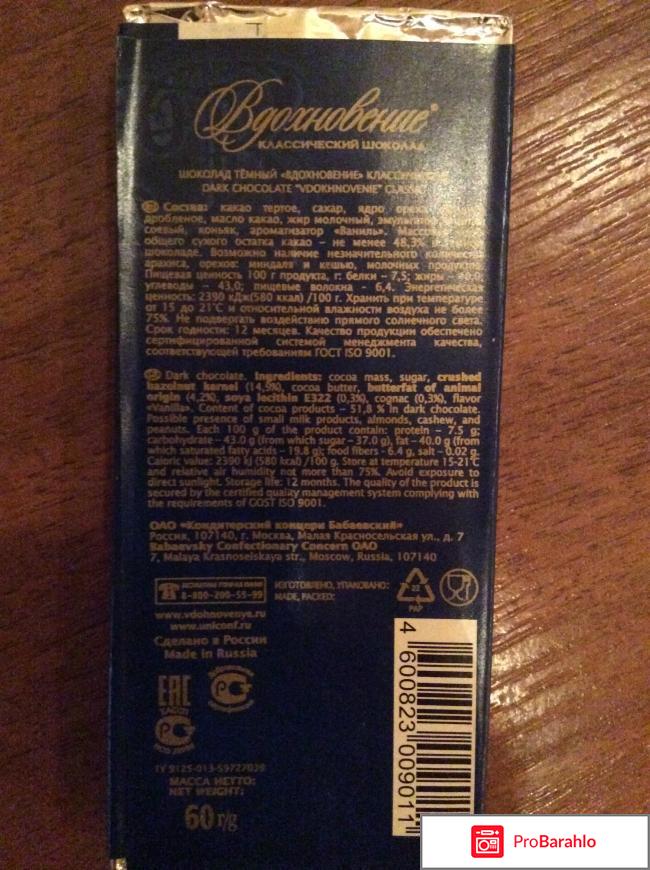 Вдохновение®
КЛАССИЧЕСКИЙ ШОКОЛАД
ШОКОЛАД ТЁМНЫЙ «ВДОХНОВЕНИЕ»
DARK CHOCOLATE "VDOKHNOVENIE" CLASSIC
Состав: какао тертое, сахар, ядро ореха
дробленое, масло какао, жир молочный,
соевый, коньяк, ароматизатор «Ваниль».
общего сухого остатка какао – не менее 48,3%
шоколаде. Возможно наличие незначительного количества
арахиса, орехов: миндаля и кешью, молочных продуктов.
Пищевая ценность 100 г продукта, г: белки – 7,5; жиры – 40,0;
углеводы – 43,0; пищевые волокна – 6,4. Энергетическая
ценность: 2390 кДж(580 ккал) /100 г. Хранить при температуре
от 15 до 21°С и относительной влажности воздуха не более
75%. Не подвергать воздействию прямого солнечного света.
Срок годности: 12 месяцев. Качество продукции обеспечено
сертифицированной системой менеджмента качества,
соответствующей требованиям ГОСТ ISO 9001.
Dark chocolate. Ingredients: cocoa mass, sugar, crushed
hazelnut kernel (14,9%), cocoa butter, butterfat of animal
origin (4,2%), soya lecithin E322 (0,3%), cognac (0,3%), flavor
«Vanilla». Content of cocoa products – 51,8 % in dark chocolate.
Possible presence of small milk products, almonds, cashew, and
peanuts. Each 100 g of the product contain: protein – 7,5 g;
carbohydrate – 43.0 g (from which sugar – 37.0 g), fat – 40.0 g (from
which saturated fatty acids – 19.8 g); food fibers - 6.4 g, salt – 0.02 g.
Caloric value: 2390 kJ (580 kcal) /100 g. Store at temperature 15-21°C
and relative air humidity not more than 75%. Avoid exposure to
direct sunlight. Storage life: 12 months. The quality of the product is
secured by the certified quality management system complying with
the requirements of GOST ISO 9001.
ОАО «Кондитерский концерн Бабаевский»
Россия, 107140, г. Москва, Малая Красносельская ул., д. 7
Babaevsky Confectionary Concern OAO
7, Malaya Krasnoselskaya str., Moscow, Russia, 107140
8-800-200-55-99
ИЗГОТОВЛЕНО, УПАКОВАНО:
MADE, PACKED:
22
PAP
www.vdohnovenye.ru
www.uniconf.ru
Сделано в России
Made in Russia
EAC
ТУ 9125-013-59727039
МАССА НЕТТО:
NET WEIGHT:
60 г/g
4 600823 009011
ProBarahlo